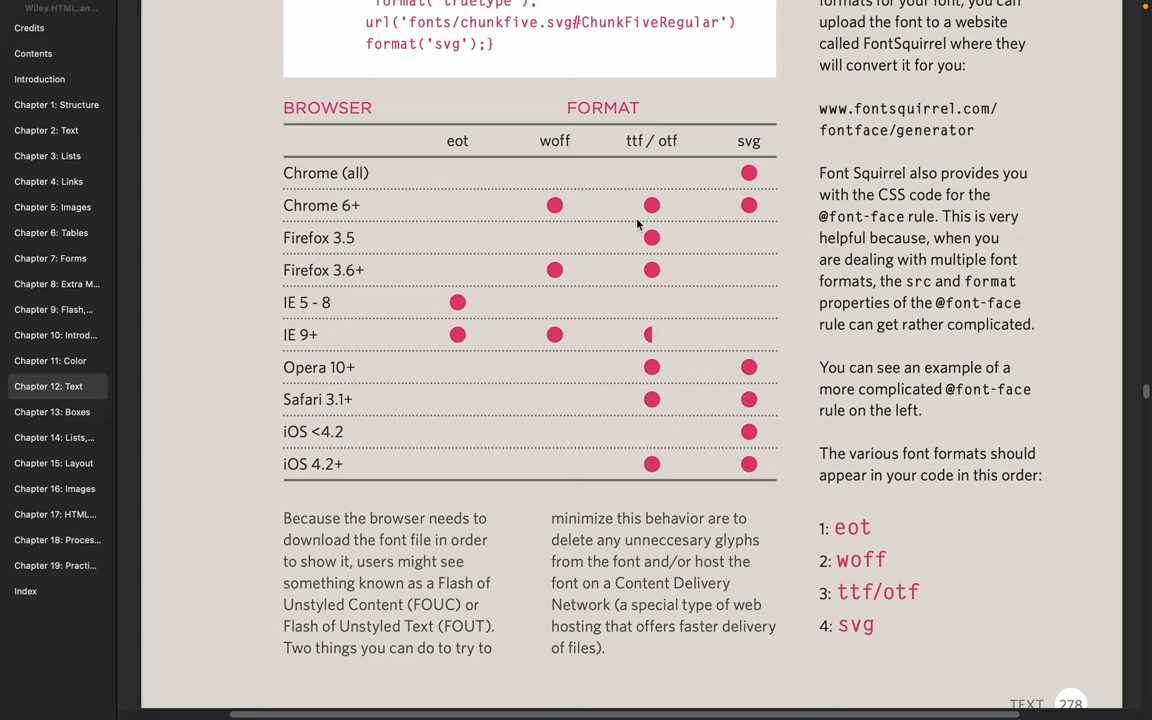 Wiley.HTML.an...
Credits
Contents
Introduction
Chapter 1: Structure
Chapter 2: Text
Chapter 3: Lists
Chapter 4: Links
Chapter 5: Images
Chapter 6: Tables
Chapter 7: Forms
Chapter 8: Extra M...
Chapter 9: Flash,...
Chapter 10: Introd...
Chapter 11: Color
Chapter 12: Text
Chapter 13: Boxes
Chapter 14: Lists,...
Chapter 15: Layout
Chapter 16: Images
Chapter 17: HTML...
Chapter 18: Proces...
Chapter 19: Practi...
Index
format('truetype'),
url('fonts/chunkfive.svg#ChunkFiveRegular')
format('svg');}
BROWSER FORMAT
eot woff ttf / otf svg
Chrome (all)
Chrome 6+
Firefox 3.5
Firefox 3.6+
IE 5 - 8
IE 9+
Opera 10+
Safari 3.1+
iOS <4.2
iOS 4.2+
Because the browser needs to
download the font file in order
to show it, users might see
something known as a Flash of
Unstyled Content (FOUC) or
Flash of Unstyled Text (FOUT).
Two things you can do to try to
minimize this behavior are to
delete any unneccesary glyphs
from the font and/or host the
font on a Content Delivery
Network (a special type of web
hosting that offers faster delivery
of files).
formats for your font, you can
upload the font to a website
called FontSquirrel where they
will convert it for you:
www.fontsquirrel.com/
fontface/generator
Font Squirrel also provides you
with the CSS code for the
@font-face rule. This is very
helpful because, when you
are dealing with multiple font
formats, the src and format
properties of the @font-face
rule can get rather complicated.
You can see an example of a
more complicated @font-face
rule on the left.
The various font formats should
appear in your code in this order:
1: eot
2: woff
3: ttf/otf
4: svg
TEXT 278